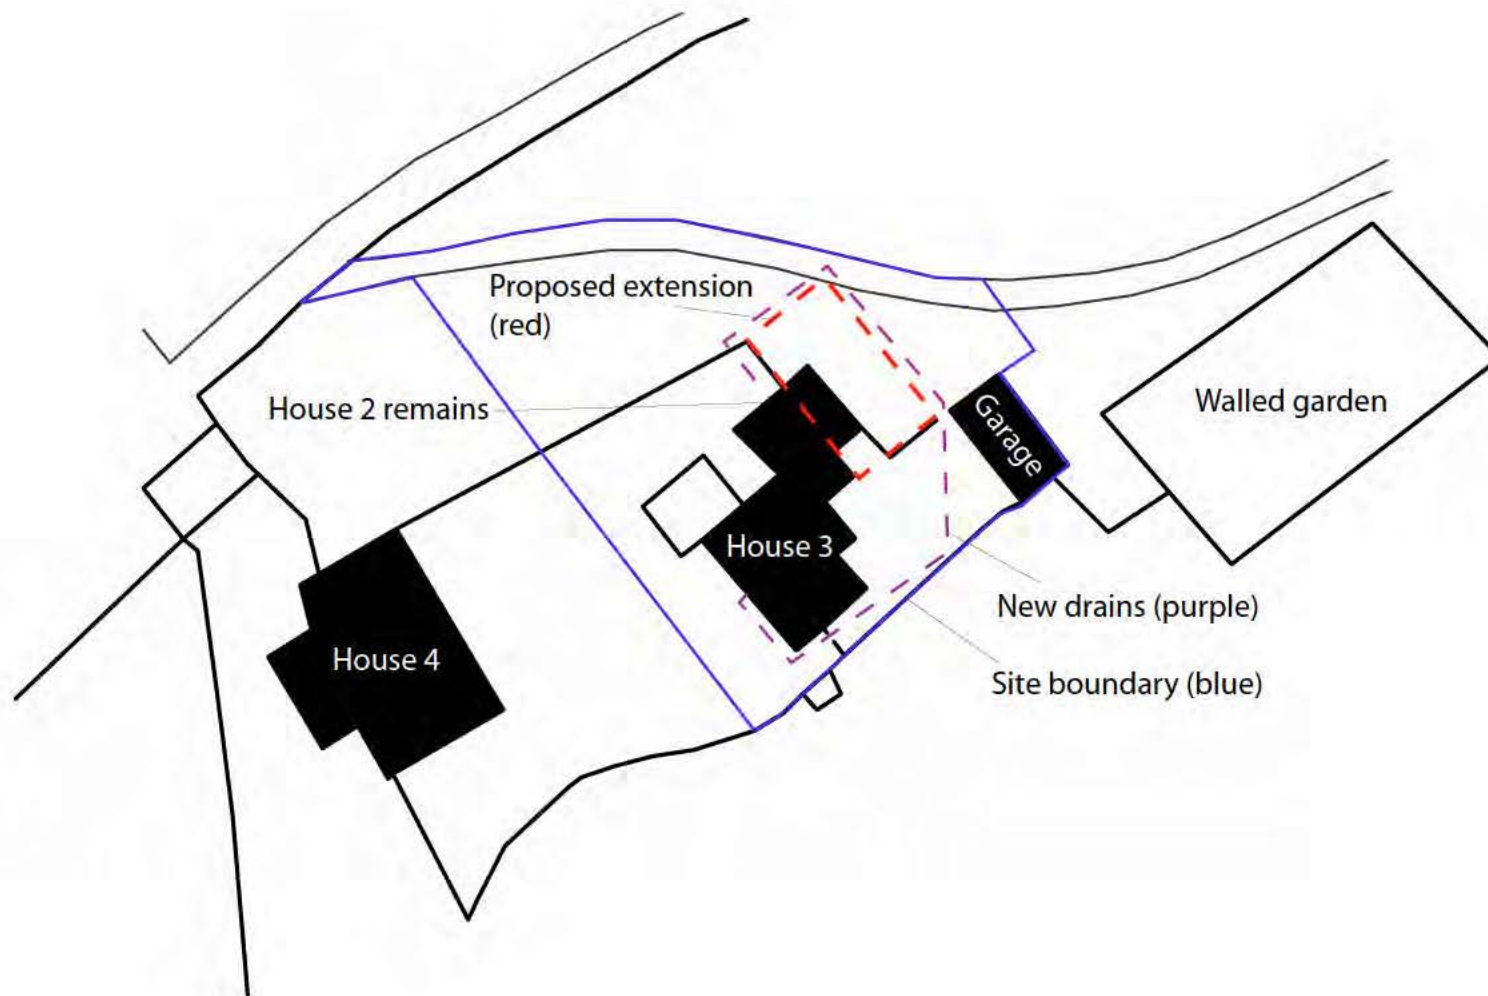 Proposed extension
(red)
House 2 remains
Garage
Walled garden
House 3
New drains (purple)
House 4
Site boundary (blue)